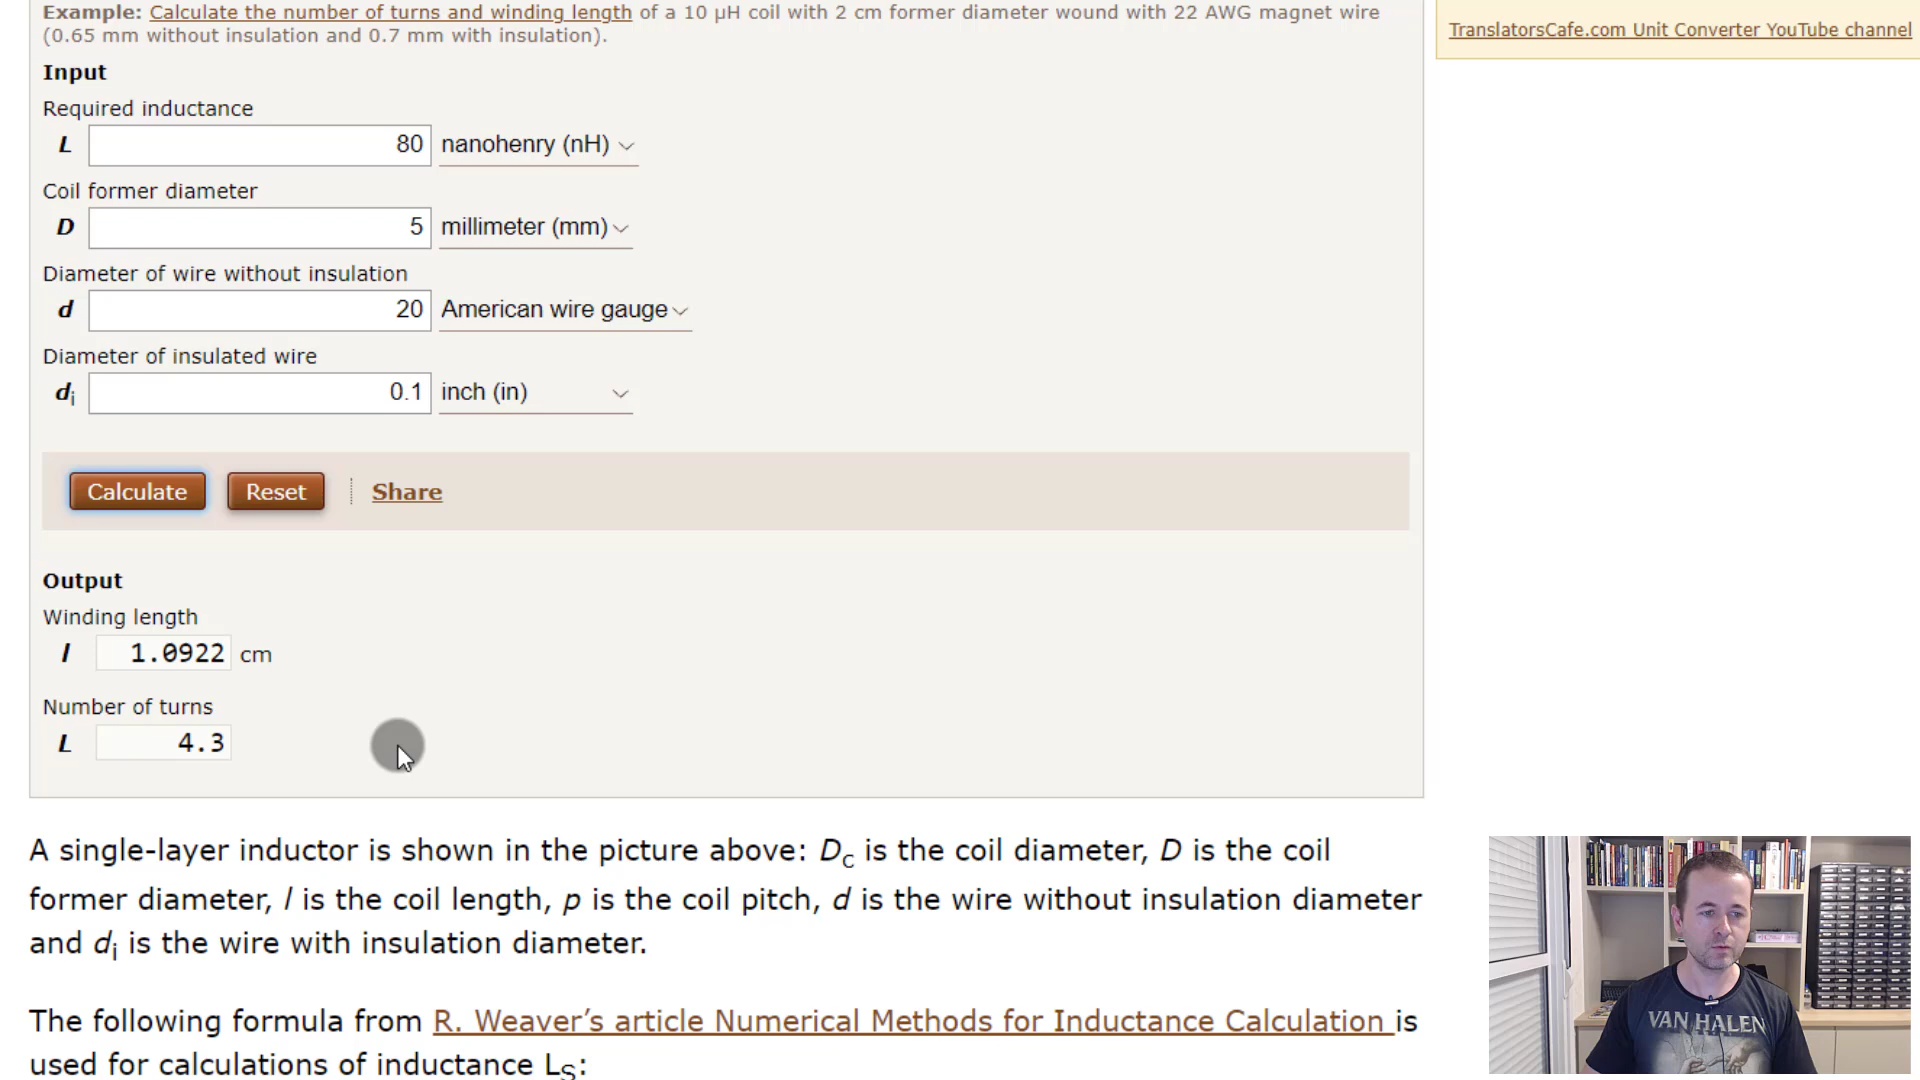 Example: Calculate the number of turns and winding length of a 10 µH coil with 2 cm former diameter wound with 22 AWG magnet wire
(0.65 mm without insulation and 0.7 mm with insulation).
TranslatorsCafe.com Unit Converter YouTube channel
Input
Required inductance
L 80 nanohenry (nH)
Coil former diameter
D 5 millimeter (mm)
Diameter of wire without insulation
d 20 American wire gauge
Diameter of insulated wire
di 0.1 inch (in)
Calculate Reset Share
Output
Winding length
l 1.0922 cm
Number of turns
L 4.3
A single-layer inductor is shown in the picture above: Dc is the coil diameter, D is the coil
former diameter, l is the coil length, p is the coil pitch, d is the wire without insulation diameter
and di is the wire with insulation diameter.
The following formula from R. Weaver’s article Numerical Methods for Inductance Calculation is
used for calculations of inductance LS:
VAN HALEN